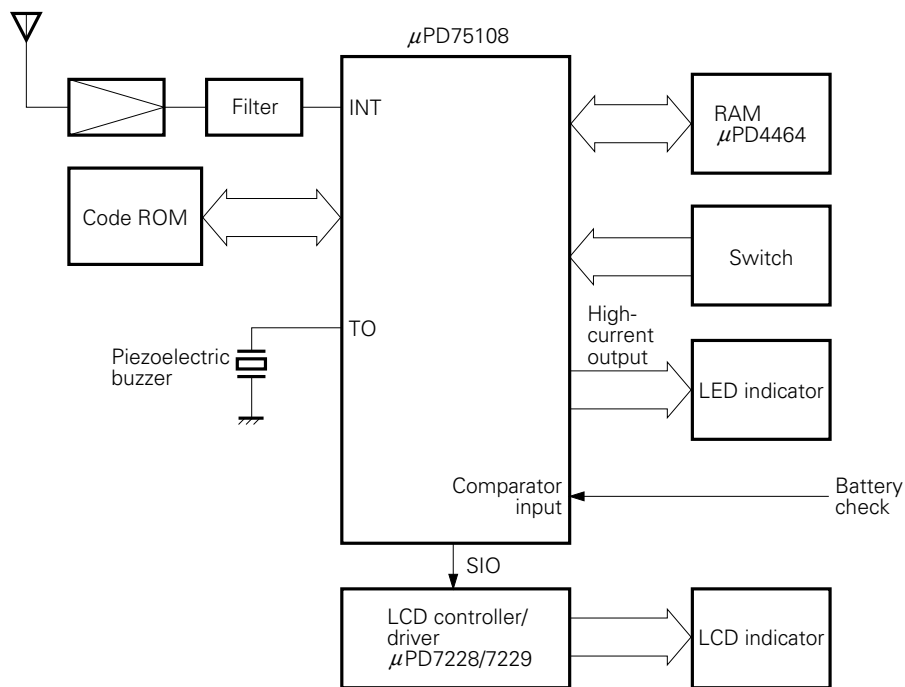 μPD75108
Filter
INT
RAM
μPD4464
Code ROM
Switch
TO
High-
current
output
Piezoelectric
buzzer
LED indicator
Comparator
input
Battery
check
SIO
LCD controller/
driver
μPD7228/7229
LCD indicator